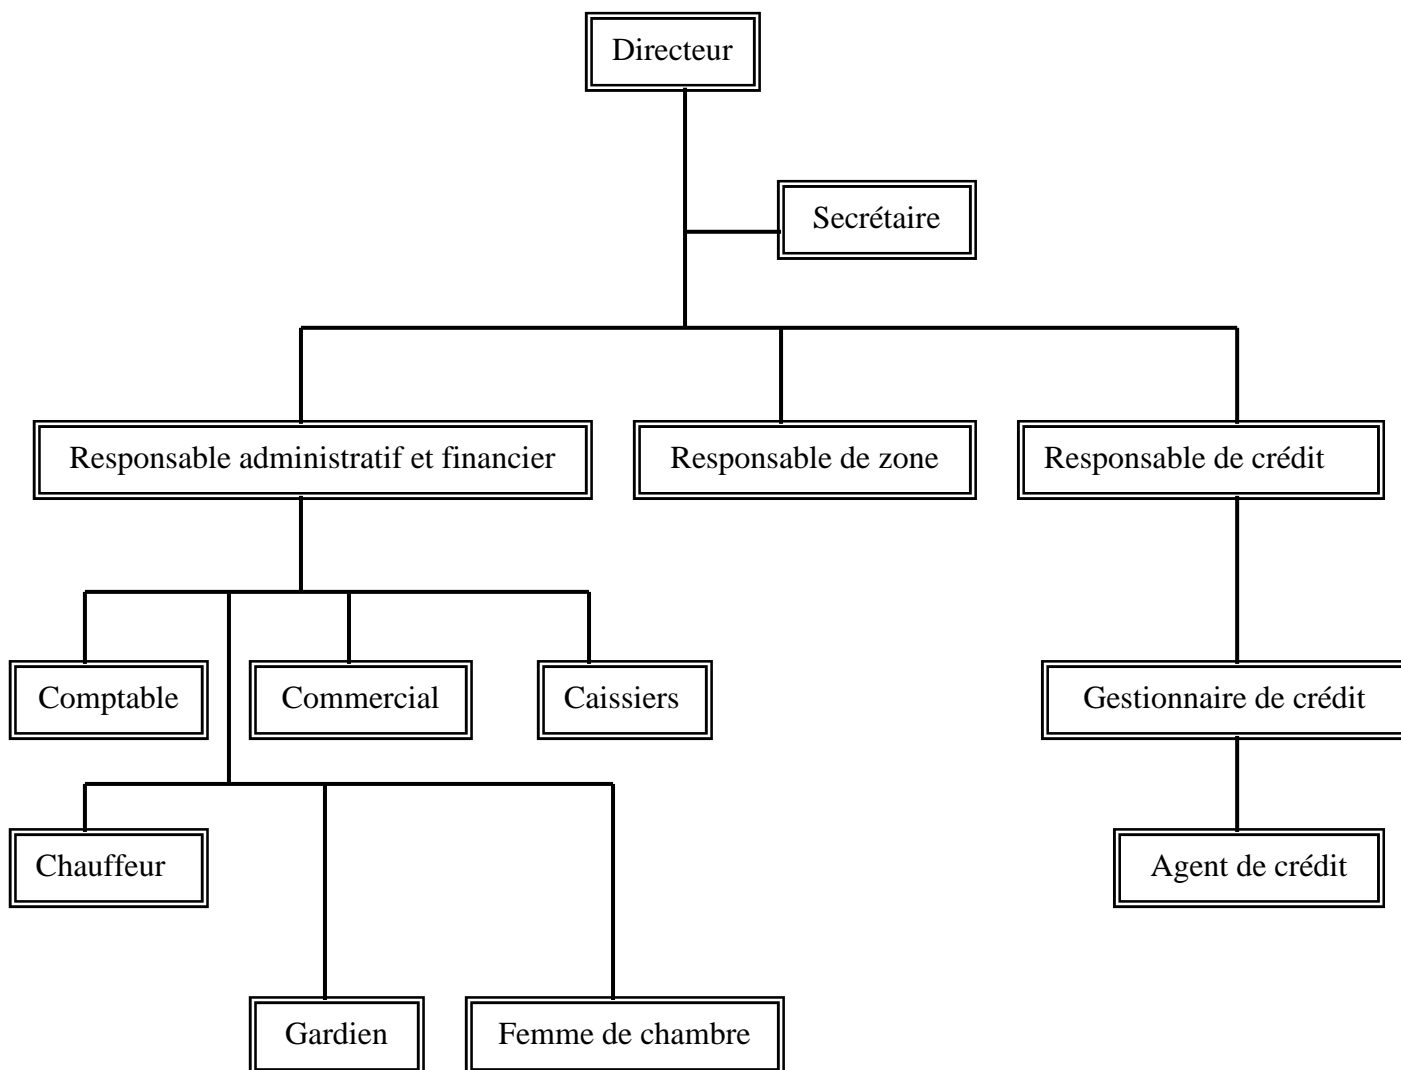 Directeur
Secrétaire
Responsable administratif et financier
Responsable de zone
Responsable de crédit
Comptable
Commercial
Caissiers
Gestionnaire de crédit
Chauffeur
Agent de crédit
Gardien
Femme de chambre